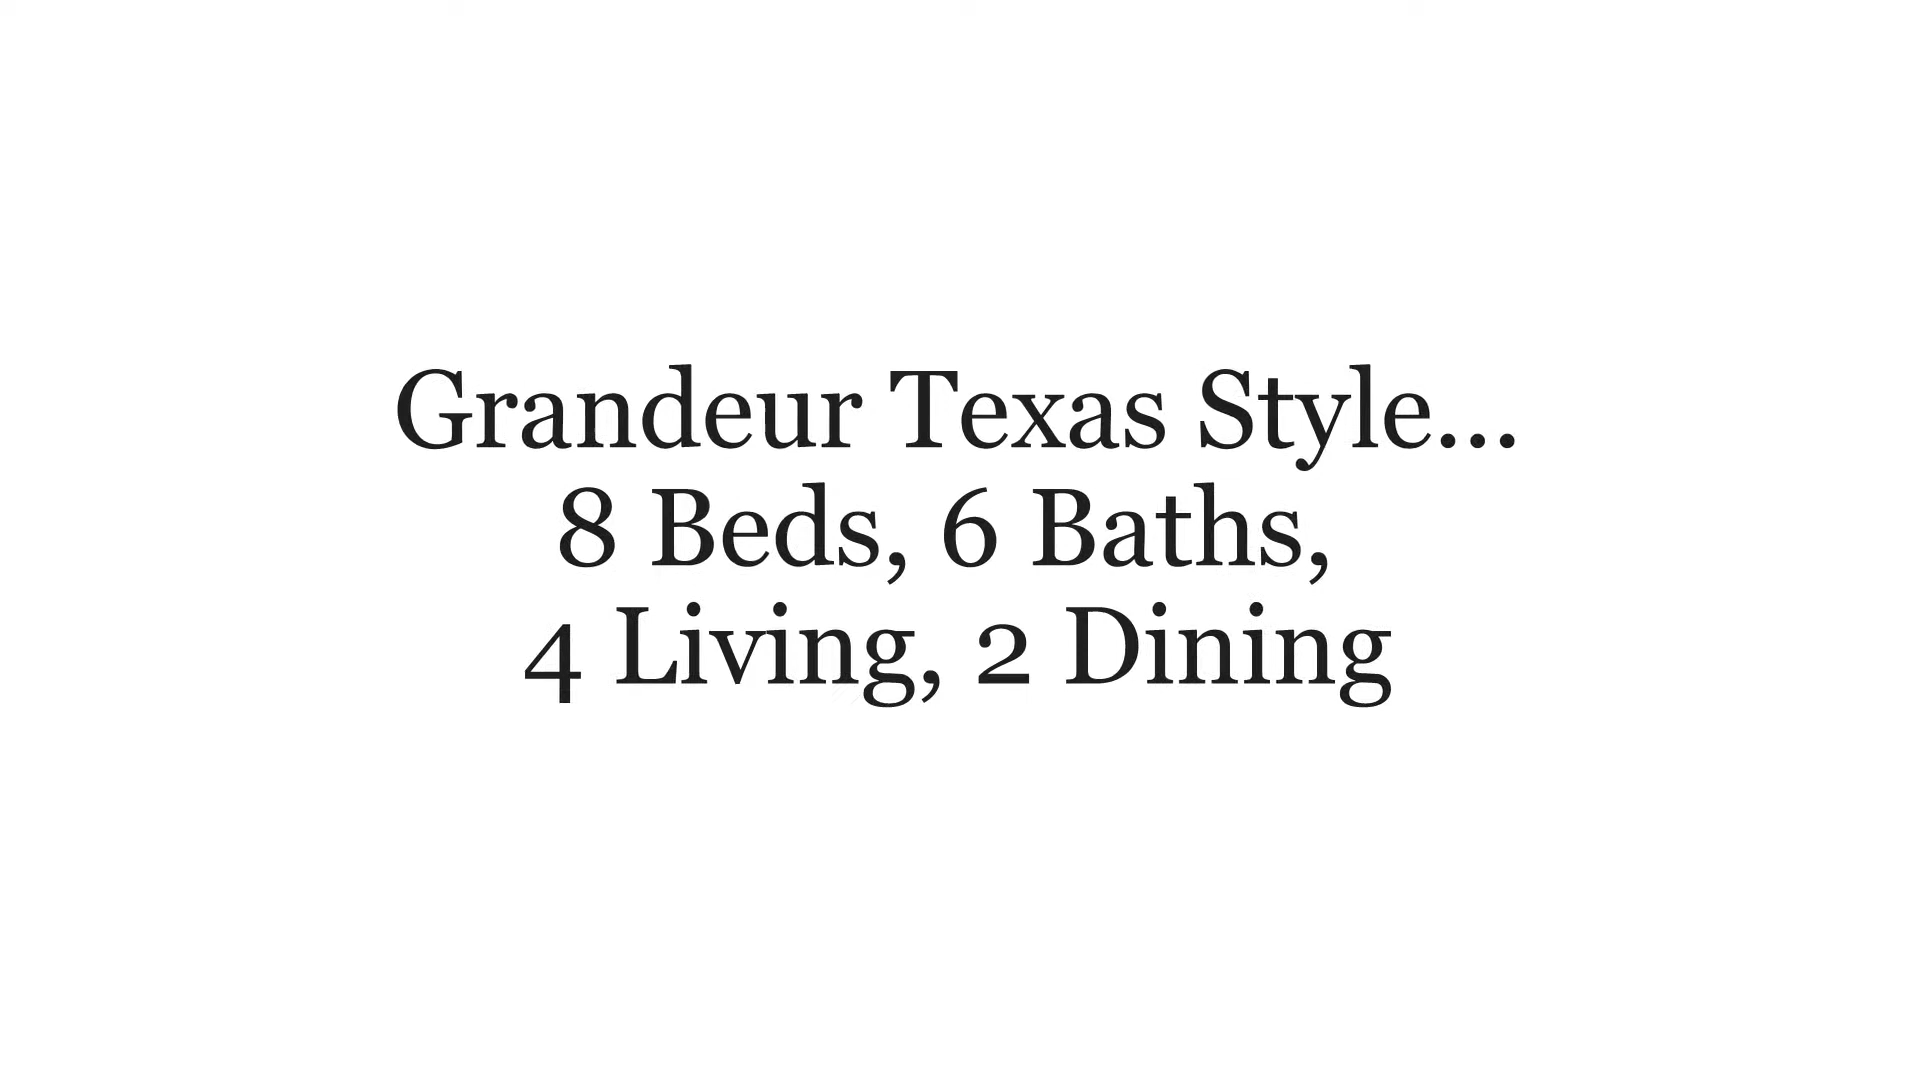 Grandeur Texas Style...
8 Beds, 6 Baths,
4 Living, 2 Dining